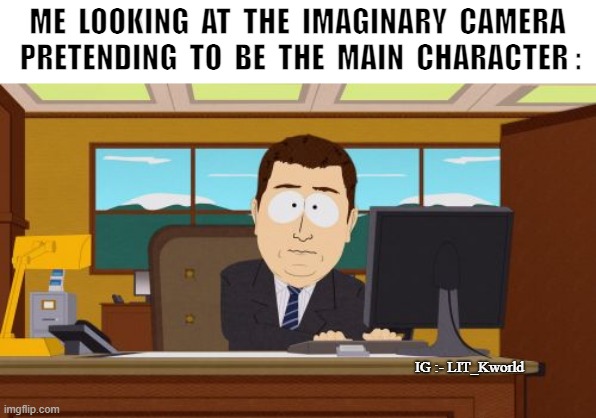 ME LOOKING AT THE IMAGINARY CAMERA
PRETENDING TO BE THE MAIN CHARACTER :
IG :- LIT_Kworld
imgflip.com